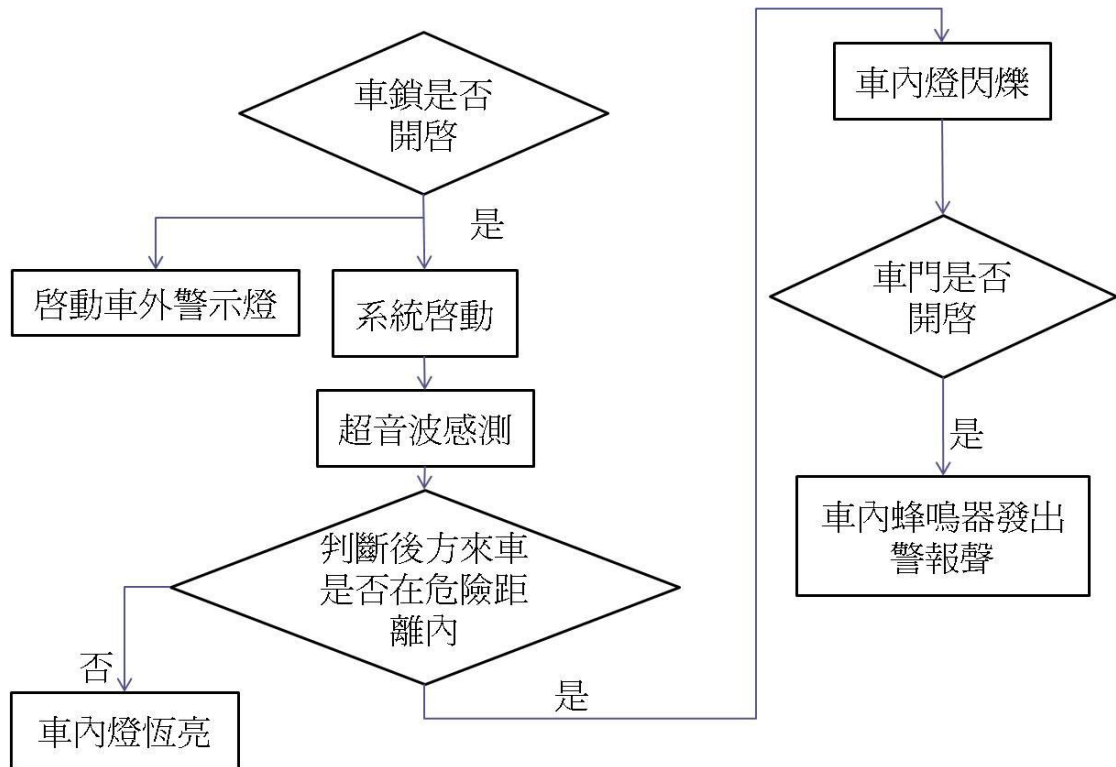 車鎖是否
開啓
是
啓動車外警示燈
系統啓動
超音波感測
判斷後方來車
是否在危險距
離內
否
車內燈恆亮
是
車內燈閃爍
車門是否
開啓
是
車內蜂鳴器發出
警報聲